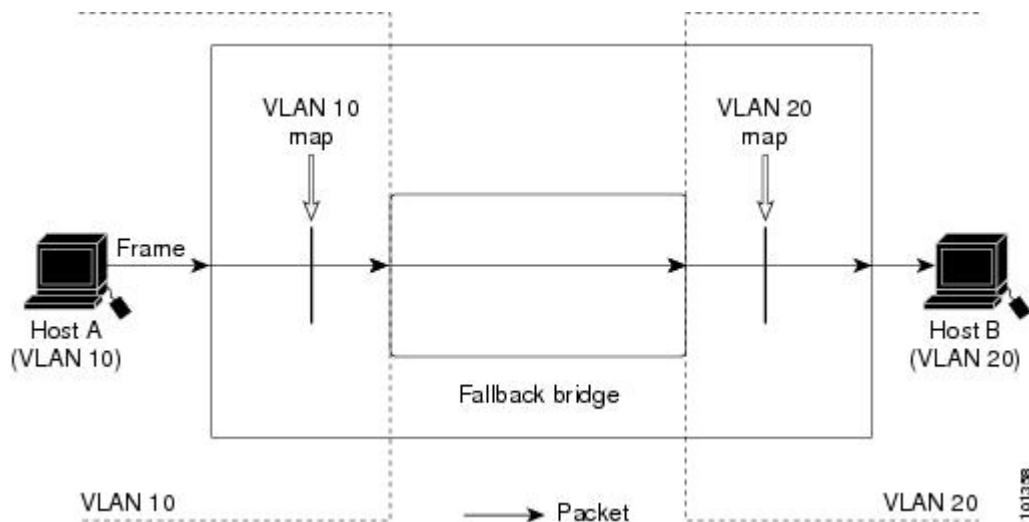 VLAN 10
map
VLAN 20
map
Frame
Host A
(VLAN 10)
Host B
(VLAN 20)
Fallback bridge
VLAN 10
Packet
VLAN 20
101358